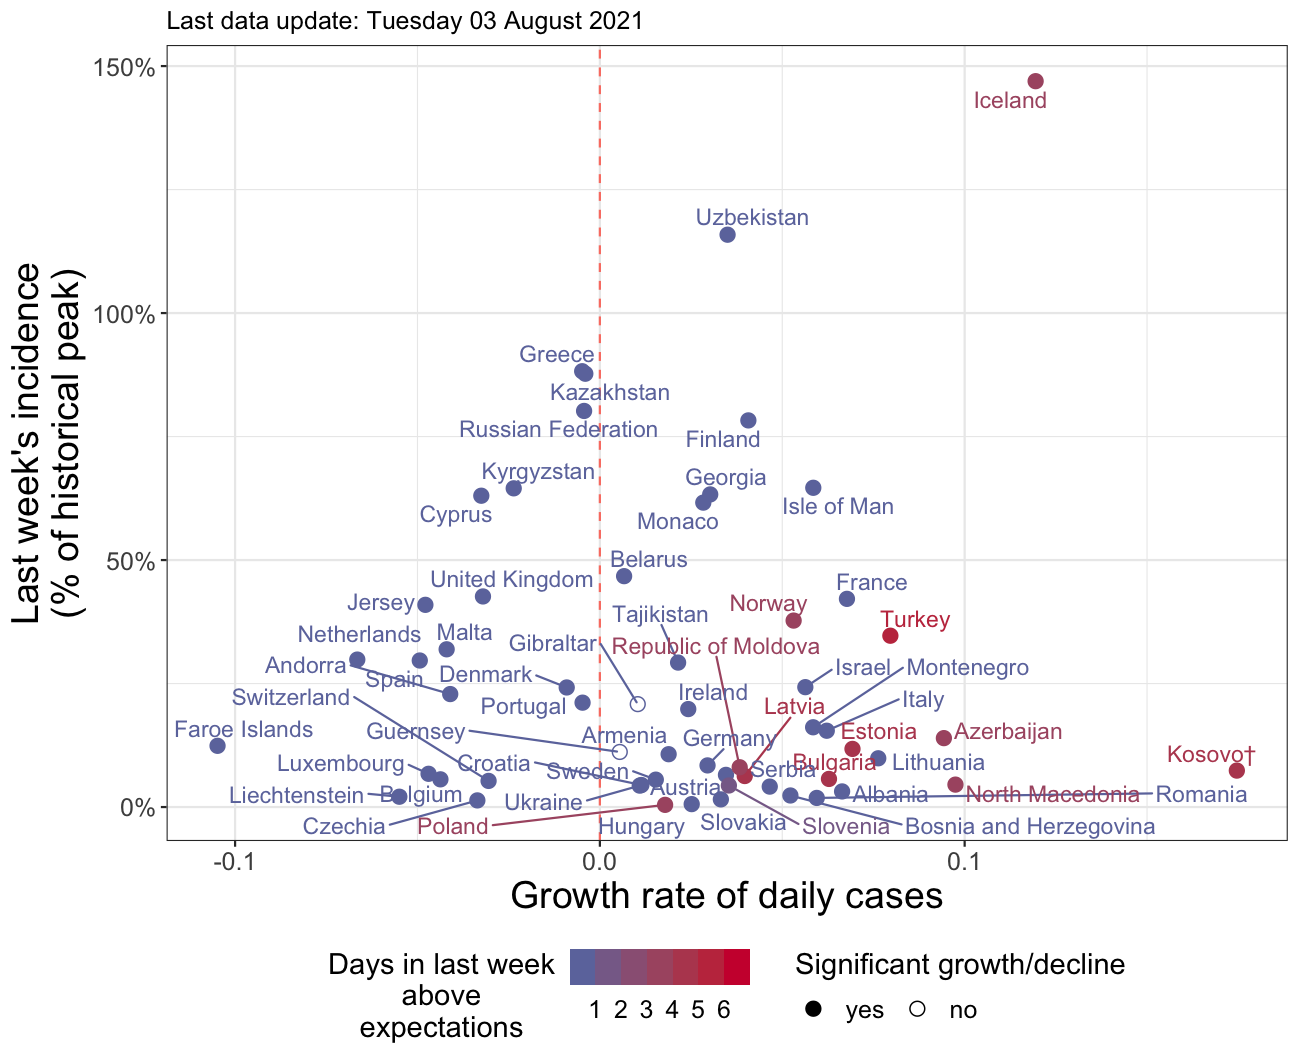 Last data update: Tuesday 03 August 2021
Last week's incidence
(% of historical peak)
150%
100%
50%
0%
Iceland
Uzbekistan
Greece
Kazakhstan
Russian Federation
Finland
Kyrgyzstan
Georgia
Cyprus
Monaco
Isle of Man
Belarus
United Kingdom
France
Jersey
Norway
Tajikistan
Turkey
Netherlands
Malta
Gibraltar
Republic of Moldova
Andorra
Spain
Denmark
Israel
Montenegro
Switzerland
Portugal
Ireland
Latvia
Italy
Faroe Islands
Guernsey
Armenia
Germany
Estonia
Azerbaijan
Luxembourg
Croatia
Sweden
Serbia
Bulgaria
Lithuania
Kosovo†
Liechtenstein
Belgium
Ukraine
Austria
Albania
North Macedonia
Romania
Czechia
Poland
Hungary
Slovakia
Slovenia
Bosnia and Herzegovina
-0.1
0.0
0.1
Growth rate of daily cases
Days in last week
above
expectations
1 2 3 4 5 6
Significant growth/decline
yes
no